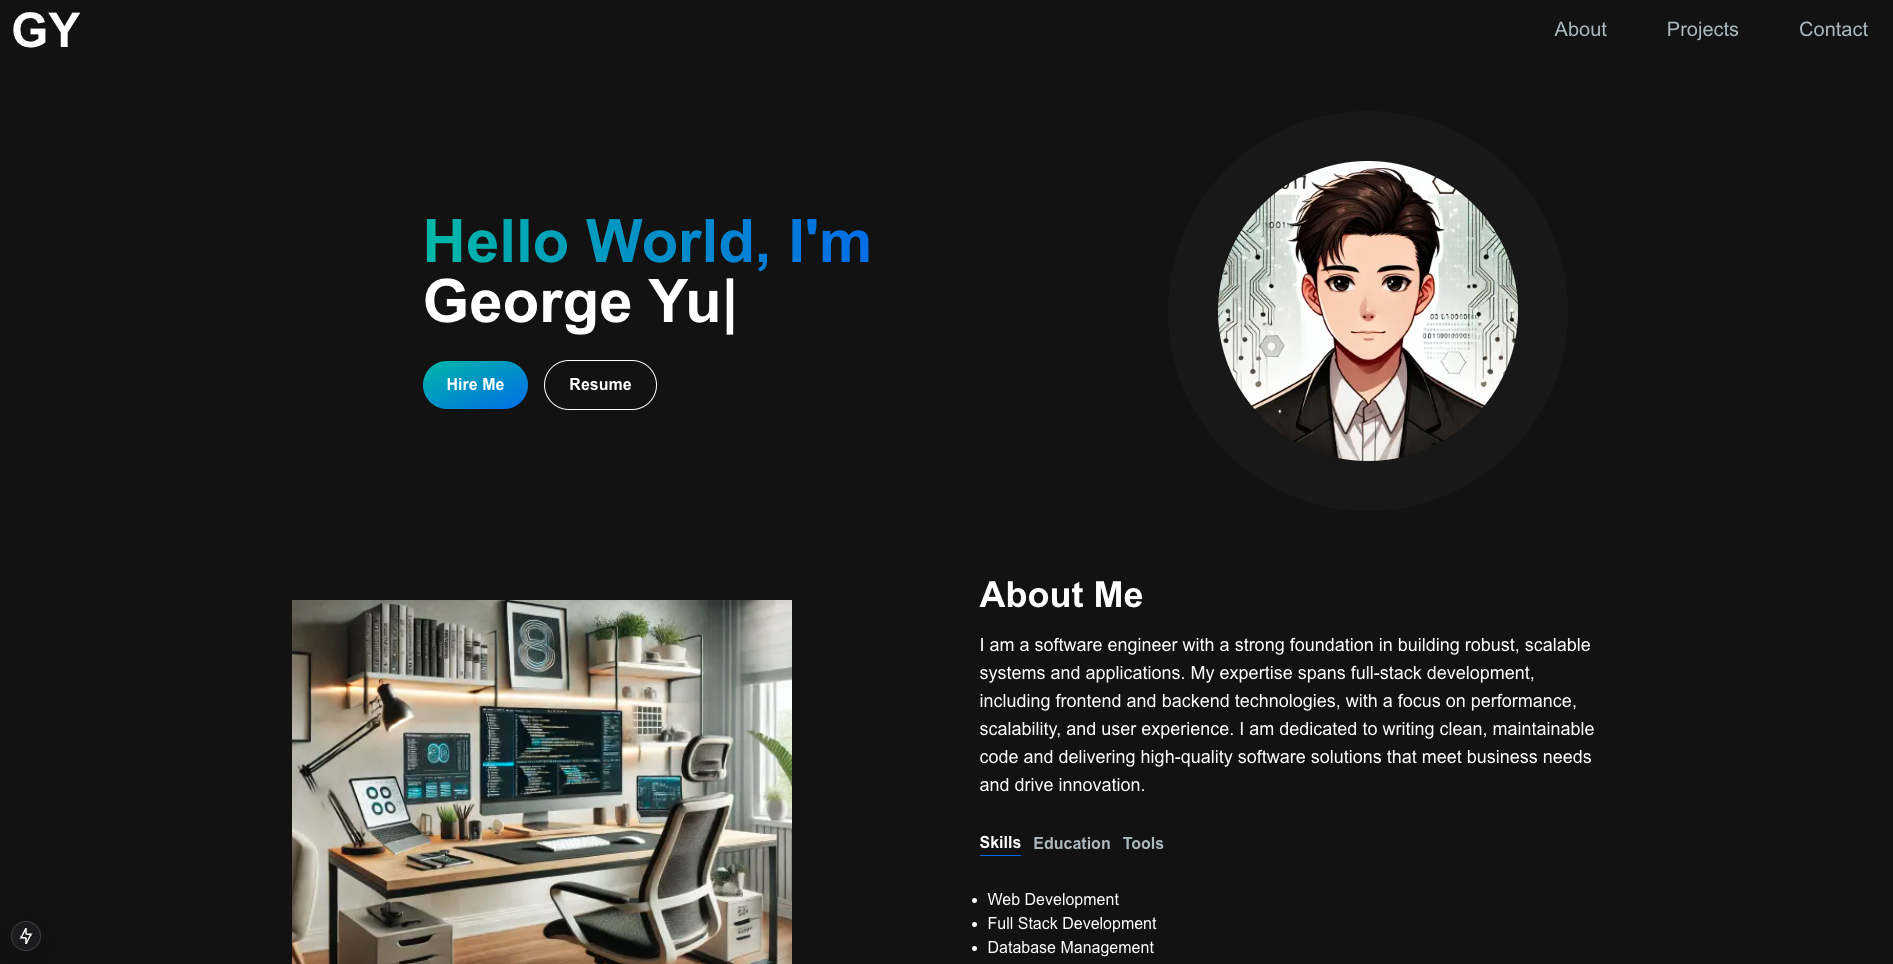 GY
About
Projects
Contact
Hello World, I'm
George Yu|
Hire Me
Resume
About Me
I am a software engineer with a strong foundation in building robust, scalable
systems and applications. My expertise spans full-stack development,
including frontend and backend technologies, with a focus on performance,
scalability, and user experience. I am dedicated to writing clean, maintainable
code and delivering high-quality software solutions that meet business needs
and drive innovation.
Skills
Education
Tools
Web Development
Full Stack Development
Database Management